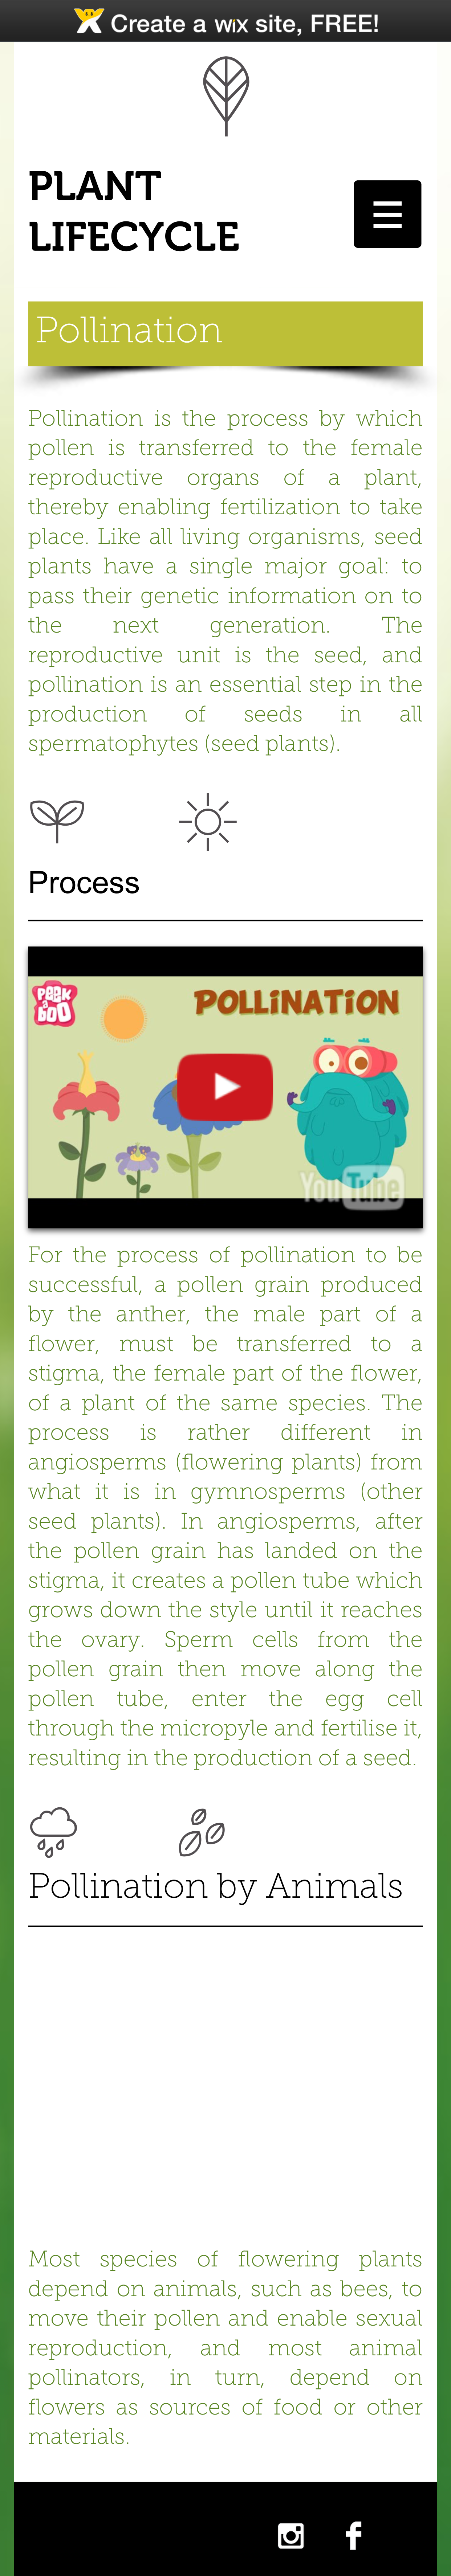 Create a WiX site, FREE!
PLANT
LIFECYCLE
Pollination
Pollination is the process by which
pollen is transferred to the female
reproductive organs of a plant,
thereby enabling fertilization to take
place. Like all living organisms, seed
plants have a single major goal: to
pass their genetic information on to
the next generation. The
reproductive unit is the seed, and
pollination is an essential step in the
production of seeds in all
spermatophytes (seed plants).
Process
PEEK A BOO
POLLINATION
YouTube
For the process of pollination to be
successful, a pollen grain produced
by the anther, the male part of a
flower, must be transferred to a
stigma, the female part of the flower,
of a plant of the same species. The
process is rather different in
angiosperms (flowering plants) from
what it is in gymnosperms (other
seed plants). In angiosperms, after
the pollen grain has landed on the
stigma, it creates a pollen tube which
grows down the style until it reaches
the ovary. Sperm cells from the
pollen grain then move along the
pollen tube, enter the egg cell
through the micropyle and fertilise it,
resulting in the production of a seed.
Pollination by Animals
Most species of flowering plants
depend on animals, such as bees, to
move their pollen and enable sexual
reproduction, and most animal
pollinators, in turn, depend on
flowers as sources of food or other
materials.